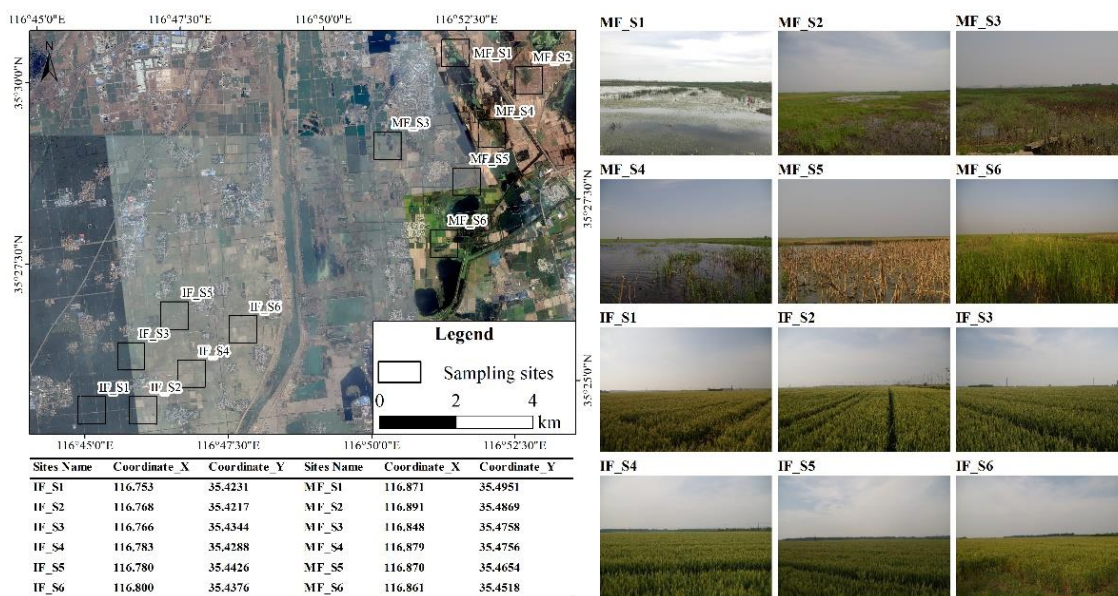 116°45'0"E 116°47'30"E 116°50'0"E 116°52'30"E
N
35°30'0"N
35°27'30"N
35°27'30"N
35°25'0"N
MF_S1
MF_S2
MF_S4
MF_S3
MF_S5
MF_S6
IF_S5
IF_S6
IF_S3
IF_S4
IF_S1
IF_S2
Legend
Sampling sites
0 2 4
km
116°45'0"E 116°47'30"E 116°50'0"E 116°52'30"E
Sites Name Coordinate_X Coordinate_Y Sites Name Coordinate_X Coordinate_Y
IF_S1 116.753 35.4231 MF_S1 116.871 35.4951
IF_S2 116.768 35.4217 MF_S2 116.891 35.4869
IF_S3 116.766 35.4344 MF_S3 116.848 35.4758
IF_S4 116.783 35.4288 MF_S4 116.879 35.4756
IF_S5 116.780 35.4426 MF_S5 116.870 35.4654
IF_S6 116.800 35.4376 MF_S6 116.861 35.4518
MF_S1 MF_S2 MF_S3
MF_S4 MF_S5 MF_S6
IF_S1 IF_S2 IF_S3
IF_S4 IF_S5 IF_S6